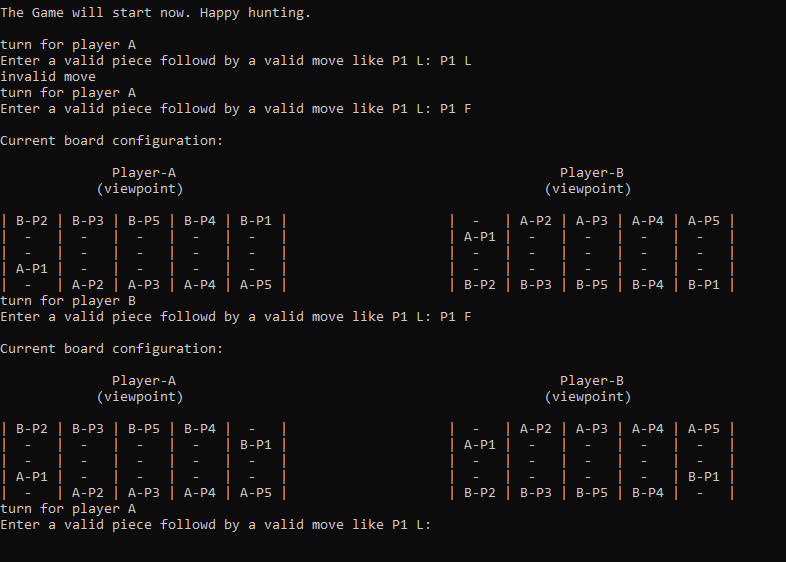 The Game will start now. Happy hunting.
turn for player A
Enter a valid piece followd by a valid move like P1 L: P1 L
invalid move
turn for player A
Enter a valid piece followd by a valid move like P1 L: P1 F
Current board configuration:
Player-A Player-B
(viewpoint) (viewpoint)
| B-P2 | B-P3 | B-P5 | B-P4 | B-P1 | | - | A-P2 | A-P3 | A-P4 | A-P5 |
| - | - | - | - | - | | A-P1 | - | - | - | - |
| - | - | - | - | - | | - | - | - | - | - |
| A-P1 | - | - | - | - | | - | - | - | - | - |
| - | A-P2 | A-P3 | A-P4 | A-P5 | | B-P2 | B-P3 | B-P5 | B-P4 | B-P1 |
turn for player B
Enter a valid piece followd by a valid move like P1 L: P1 F
Current board configuration:
Player-A Player-B
(viewpoint) (viewpoint)
| B-P2 | B-P3 | B-P5 | B-P4 | - | | - | A-P2 | A-P3 | A-P4 | A-P5 |
| - | - | - | - | B-P1 | | A-P1 | - | - | - | - |
| - | - | - | - | - | | - | - | - | - | - |
| A-P1 | - | - | - | - | | - | - | - | - | B-P1 |
| - | A-P2 | A-P3 | A-P4 | A-P5 | | B-P2 | B-P3 | B-P5 | B-P4 | - |
turn for player A
Enter a valid piece followd by a valid move like P1 L: